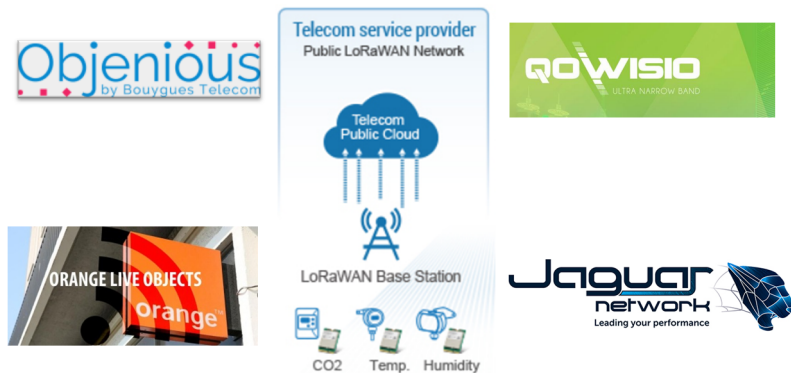 Objenious
by Bouygues Telecom
Telecom service provider
Public LoRaWAN Network
Telecom
Public Cloud
LoRaWAN Base Station
CO2 Temp. Humidity
QOWISIO
ULTRA NARROW BAND
ORANGE LIVE OBJECTS
orange™
Jaguar
network
Leading your performance